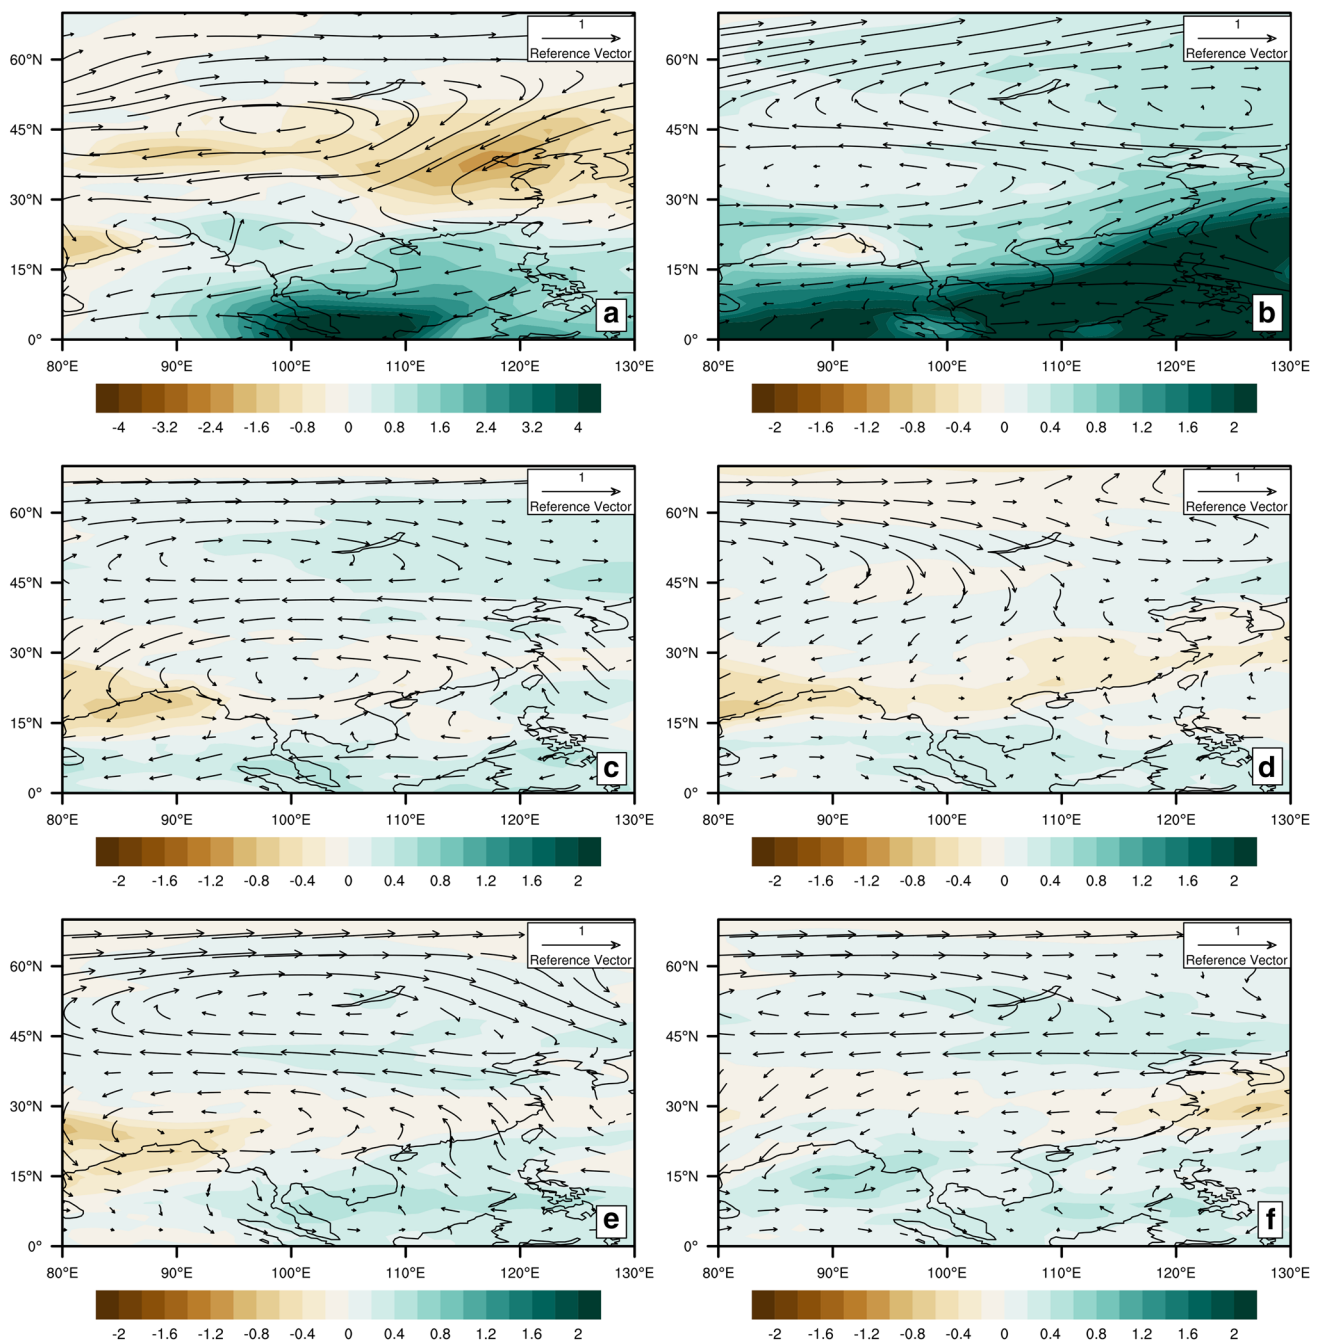 1 1
Reference Vector Reference Vector
60°N 60°N
45°N 45°N
30°N 30°N
15°N 15°N
a b
0° 0°
80°E 90°E 100°E 110°E 120°E 130°E 80°E 90°E 100°E 110°E 120°E 130°E
-4 -3.2 -2.4 -1.6 -0.8 0 0.8 1.6 2.4 3.2 4 -2 -1.6 -1.2 -0.8 -0.4 0 0.4 0.8 1.2 1.6 2
1 1
Reference Vector Reference Vector
60°N 60°N
45°N 45°N
30°N 30°N
15°N 15°N
c d
0° 0°
80°E 90°E 100°E 110°E 120°E 130°E 80°E 90°E 100°E 110°E 120°E 130°E
-2 -1.6 -1.2 -0.8 -0.4 0 0.4 0.8 1.2 1.6 2 -2 -1.6 -1.2 -0.8 -0.4 0 0.4 0.8 1.2 1.6 2
1 1
Reference Vector Reference Vector
60°N 60°N
45°N 45°N
30°N 30°N
15°N 15°N
e f
0° 0°
80°E 90°E 100°E 110°E 120°E 130°E 80°E 90°E 100°E 110°E 120°E 130°E
-2 -1.6 -1.2 -0.8 -0.4 0 0.4 0.8 1.2 1.6 2 -2 -1.6 -1.2 -0.8 -0.4 0 0.4 0.8 1.2 1.6 2